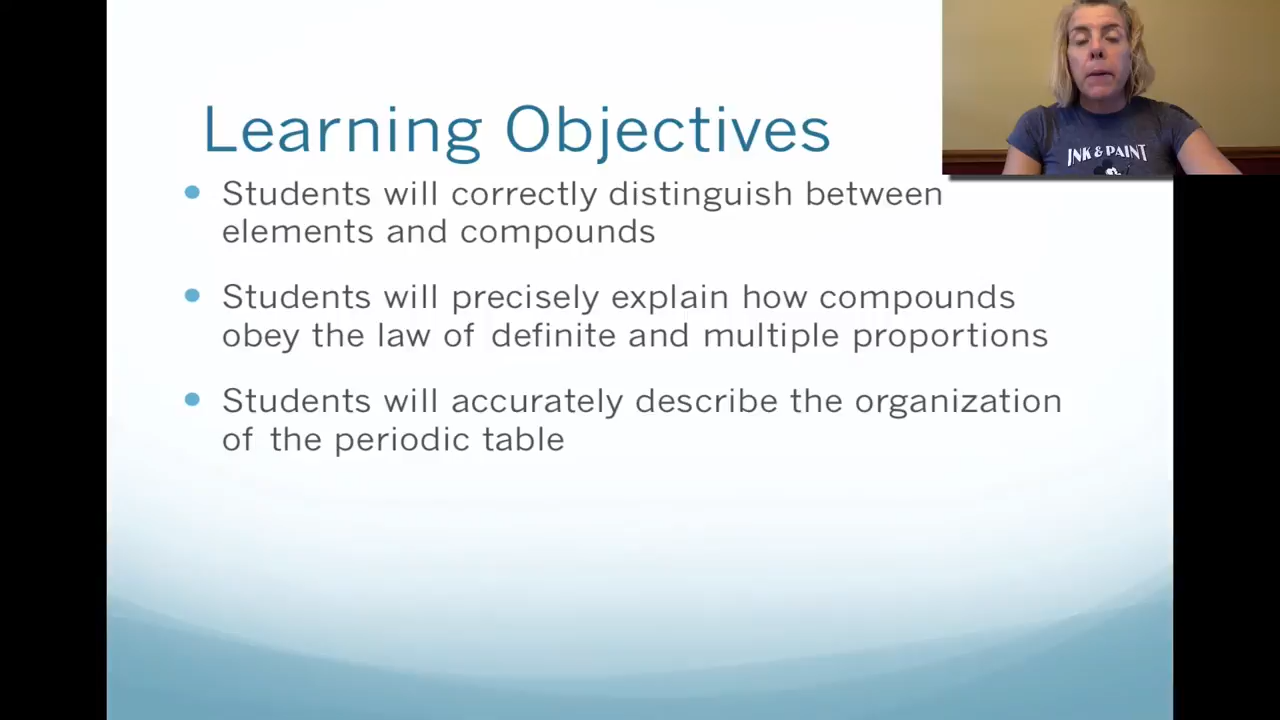 Learning Objectives
INK & PAINT
• Students will correctly distinguish between
elements and compounds
• Students will precisely explain how compounds
obey the law of definite and multiple proportions
• Students will accurately describe the organization
of the periodic table